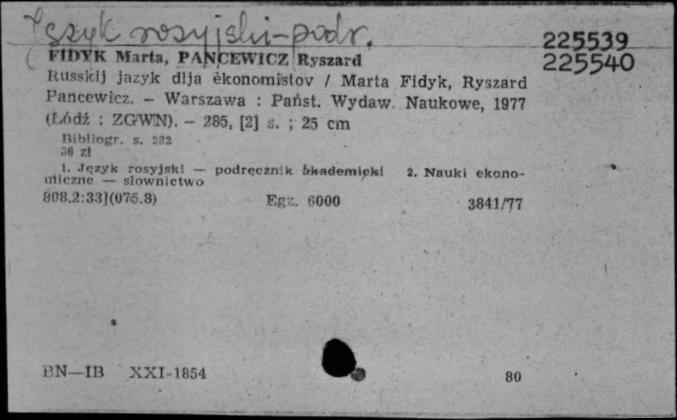 Język rosyjski-podr.
225539
FIDYK Marta, PANCEWICZ Ryszard
225540
Russkij jazyk dlja èkonomistov / Marta Fidyk, Ryszard
Pancewicz. — Warszawa : Państ. Wydaw. Naukowe, 1977
(Łódź : ZGWN). — 285, [2] s. ; 25 cm
Bibliogr. s. 282
36 zł
1. Język rosyjski — podręcznik akademicki 2. Nauki ekono-
miczne — słownictwo
808.2:33](075.8) Egz. 6000 3841/77
BN—IB XXI-1854 80